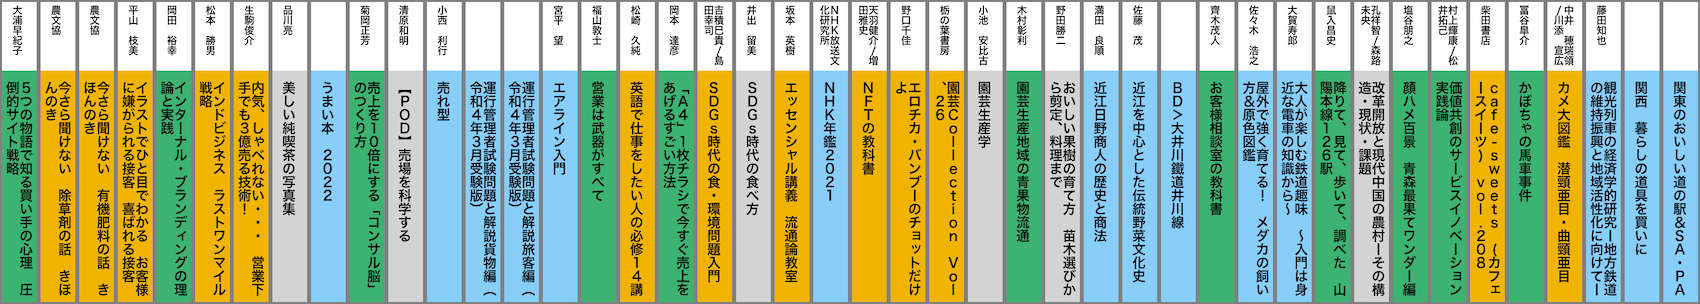 関東のおいしい道の駅&SA・PA
関西　暮らしの道具を買いに
藤田知也
観光列車の経済学的研究ー地方鉄道
の維持振興と地域活性化に向けてー
中井　穂瑞領
/川添　宣広
カメ大図鑑　潜頸亜目・曲頸亜目
冨谷皐介
かぼちゃの馬車事件
柴田書店
cafe-sweets (カフェ
ースイーツ) vol.208
村上輝康/松
井拓己
価値共創のサービスイノベーション
実践論
塩谷朋之
顔ハメ百景　青森最果てワンダー編
孔祥智/森路
未央
改革開放と現代中国の農村ーその構
造・現状・課題
鼠入昌史
降りて、見て、歩いて、調べた　山
陽本線126駅
大賀寿郎
大人が楽しむ鉄道趣味　〜入門は身
近な電車の知識から〜
佐々木　浩之
屋外で強く育てる！　メダカの飼い
方&原色図鑑
齊木茂人
お客様相談室の教科書
BD>大井川鐵道井川線
佐藤　茂
近江を中心とした伝統野菜文化史
満田　良順
近江日野商人の歴史と商法
野田勝二
おいしい果樹の育て方　苗木選びか
ら剪定、料理まで
木村彰利
園芸生産地域の青果物流通
小池　安比古
園芸生産学
栃の葉書房
園芸Collection Vol
.26
野口千佳
エロチカ・バンブーのチョットだけ
よ
天羽健介/増
田雅史
NFTの教科書
NHK放送文
化研究所
NHK年鑑2021
坂本　英樹
エッセンシャル講義　流通論教室
井出　留美
SDGs時代の食べ方
古積巳貴/島
田幸司
SDGs時代の食・環境問題入門
岡本　達彦
「A4」1枚チラシで今すぐ売上を
あげるすごい方法
松崎　久純
英語で仕事をしたい人の必修14講
福山敦士
営業は武器がすべて
宮平　望
エアライン入門
運行管理者試験問題と解説旅客編（
令和4年3月受験版）
運行管理者試験問題と解説貨物編（
令和4年3月受験版）
小西　利行
売れ型
清原和明
【POD】売場を科学する
菊岡正芳
売上を10倍にする「コンサル脳」
のつくり方
うまい本　2022
品川亮
美しい純喫茶の写真集
生駒俊介
内気、しゃべれない・・・　営業下
手でも3億売る技術！
松本　勝男
インドビジネス　ラストワンマイル
戦略
岡田　裕幸
インターナル・ブランディングの理
論と実践
平山　枝美
イラストでひと目でわかる　お客様
に嫌がられる接客　喜ばれる接客
農文協
今さら聞けない　有機肥料の話　き
ほんのき
農文協
今さら聞けない　除草剤の話　きほ
んのき
大浦早紀子
5つの物語で知る買い手の心理　圧
倒的サイト戦略